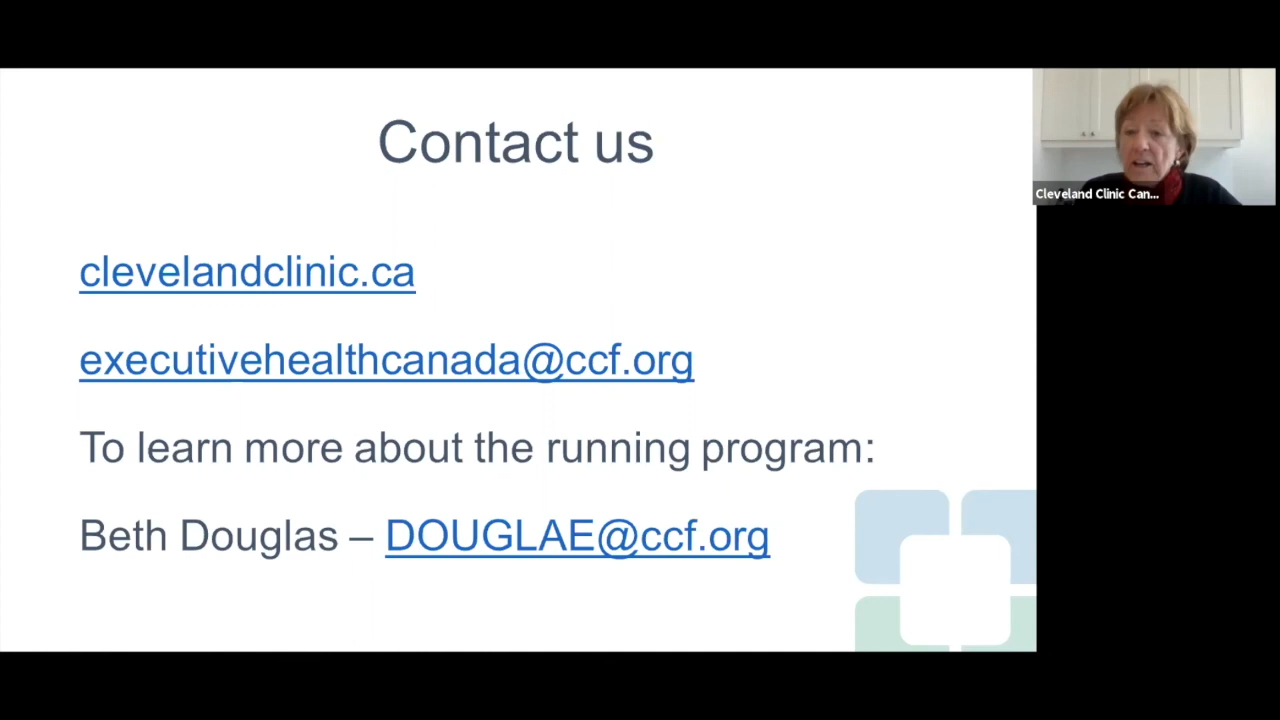 Contact us
clevelandclinic.ca
executivehealthcanada@ccf.org
To learn more about the running program:
Beth Douglas – DOUGLAE@ccf.org
Cleveland Clinic Can...